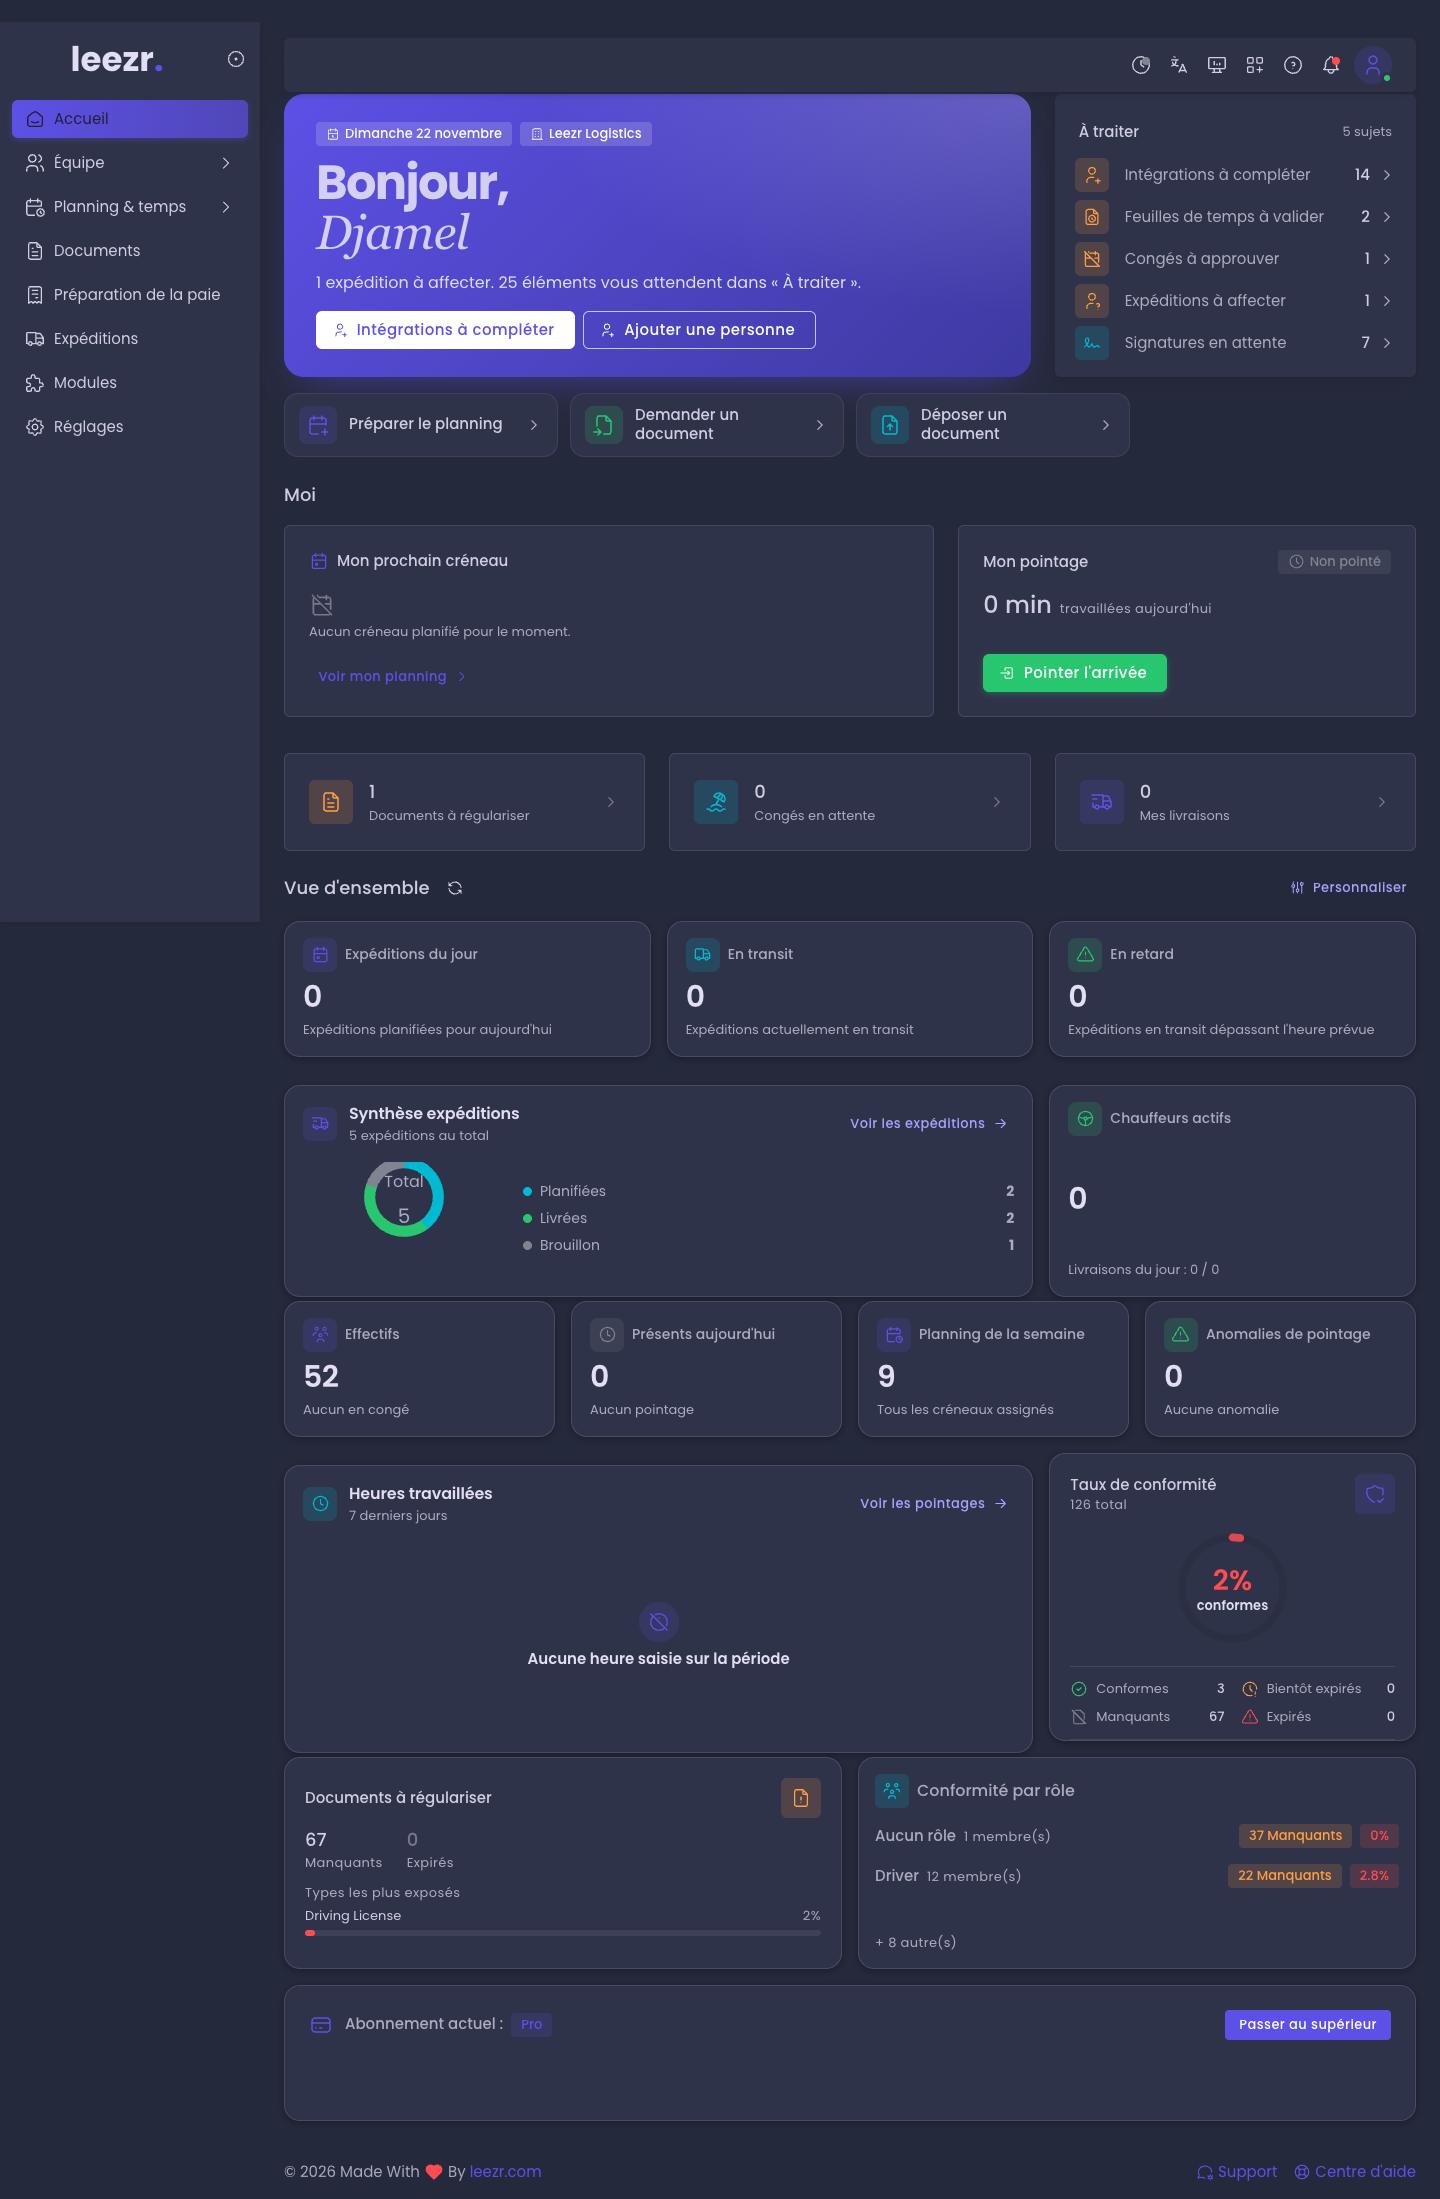 leezr.
Accueil
Équipe
Planning & temps
Documents
Préparation de la paie
Expéditions
Modules
Réglages
Dimanche 22 novembre
Leezr Logistics
Bonjour,
Djamel
1 expédition à affecter. 25 éléments vous attendent dans « À traiter ».
Intégrations à compléter
Ajouter une personne
À traiter
5 sujets
Intégrations à compléter 14
Feuilles de temps à valider 2
Congés à approuver 1
Expéditions à affecter 1
Signatures en attente 7
Préparer le planning
Demander un
document
Déposer un
document
Moi
Mon prochain créneau
Aucun créneau planifié pour le moment.
Voir mon planning
Mon pointage
Non pointé
0 min travaillées aujourd'hui
Pointer l'arrivée
1
Documents à régulariser
0
Congés en attente
0
Mes livraisons
Vue d'ensemble
Personnaliser
Expéditions du jour
0
Expéditions planifiées pour aujourd'hui
En transit
0
Expéditions actuellement en transit
En retard
0
Expéditions en transit dépassant l'heure prévue
Synthèse expéditions
5 expéditions au total
Voir les expéditions
Total
5
Planifiées 2
Livrées 2
Brouillon 1
Chauffeurs actifs
0
Livraisons du jour : 0 / 0
Effectifs
52
Aucun en congé
Présents aujourd'hui
0
Aucun pointage
Planning de la semaine
9
Tous les créneaux assignés
Anomalies de pointage
0
Aucune anomalie
Heures travaillées
7 derniers jours
Voir les pointages
Aucune heure saisie sur la période
Taux de conformité
126 total
2%
conformes
Conformes 3
Bientôt expirés 0
Manquants 67
Expirés 0
Documents à régulariser
67
Manquants
0
Expirés
Types les plus exposés
Driving License 2%
Conformité par rôle
Aucun rôle 1 membre(s) 37 Manquants 0%
Driver 12 membre(s) 22 Manquants 2.8%
+ 8 autre(s)
Abonnement actuel : Pro
Passer au supérieur
© 2026 Made With By leezr.com
Support
Centre d'aide